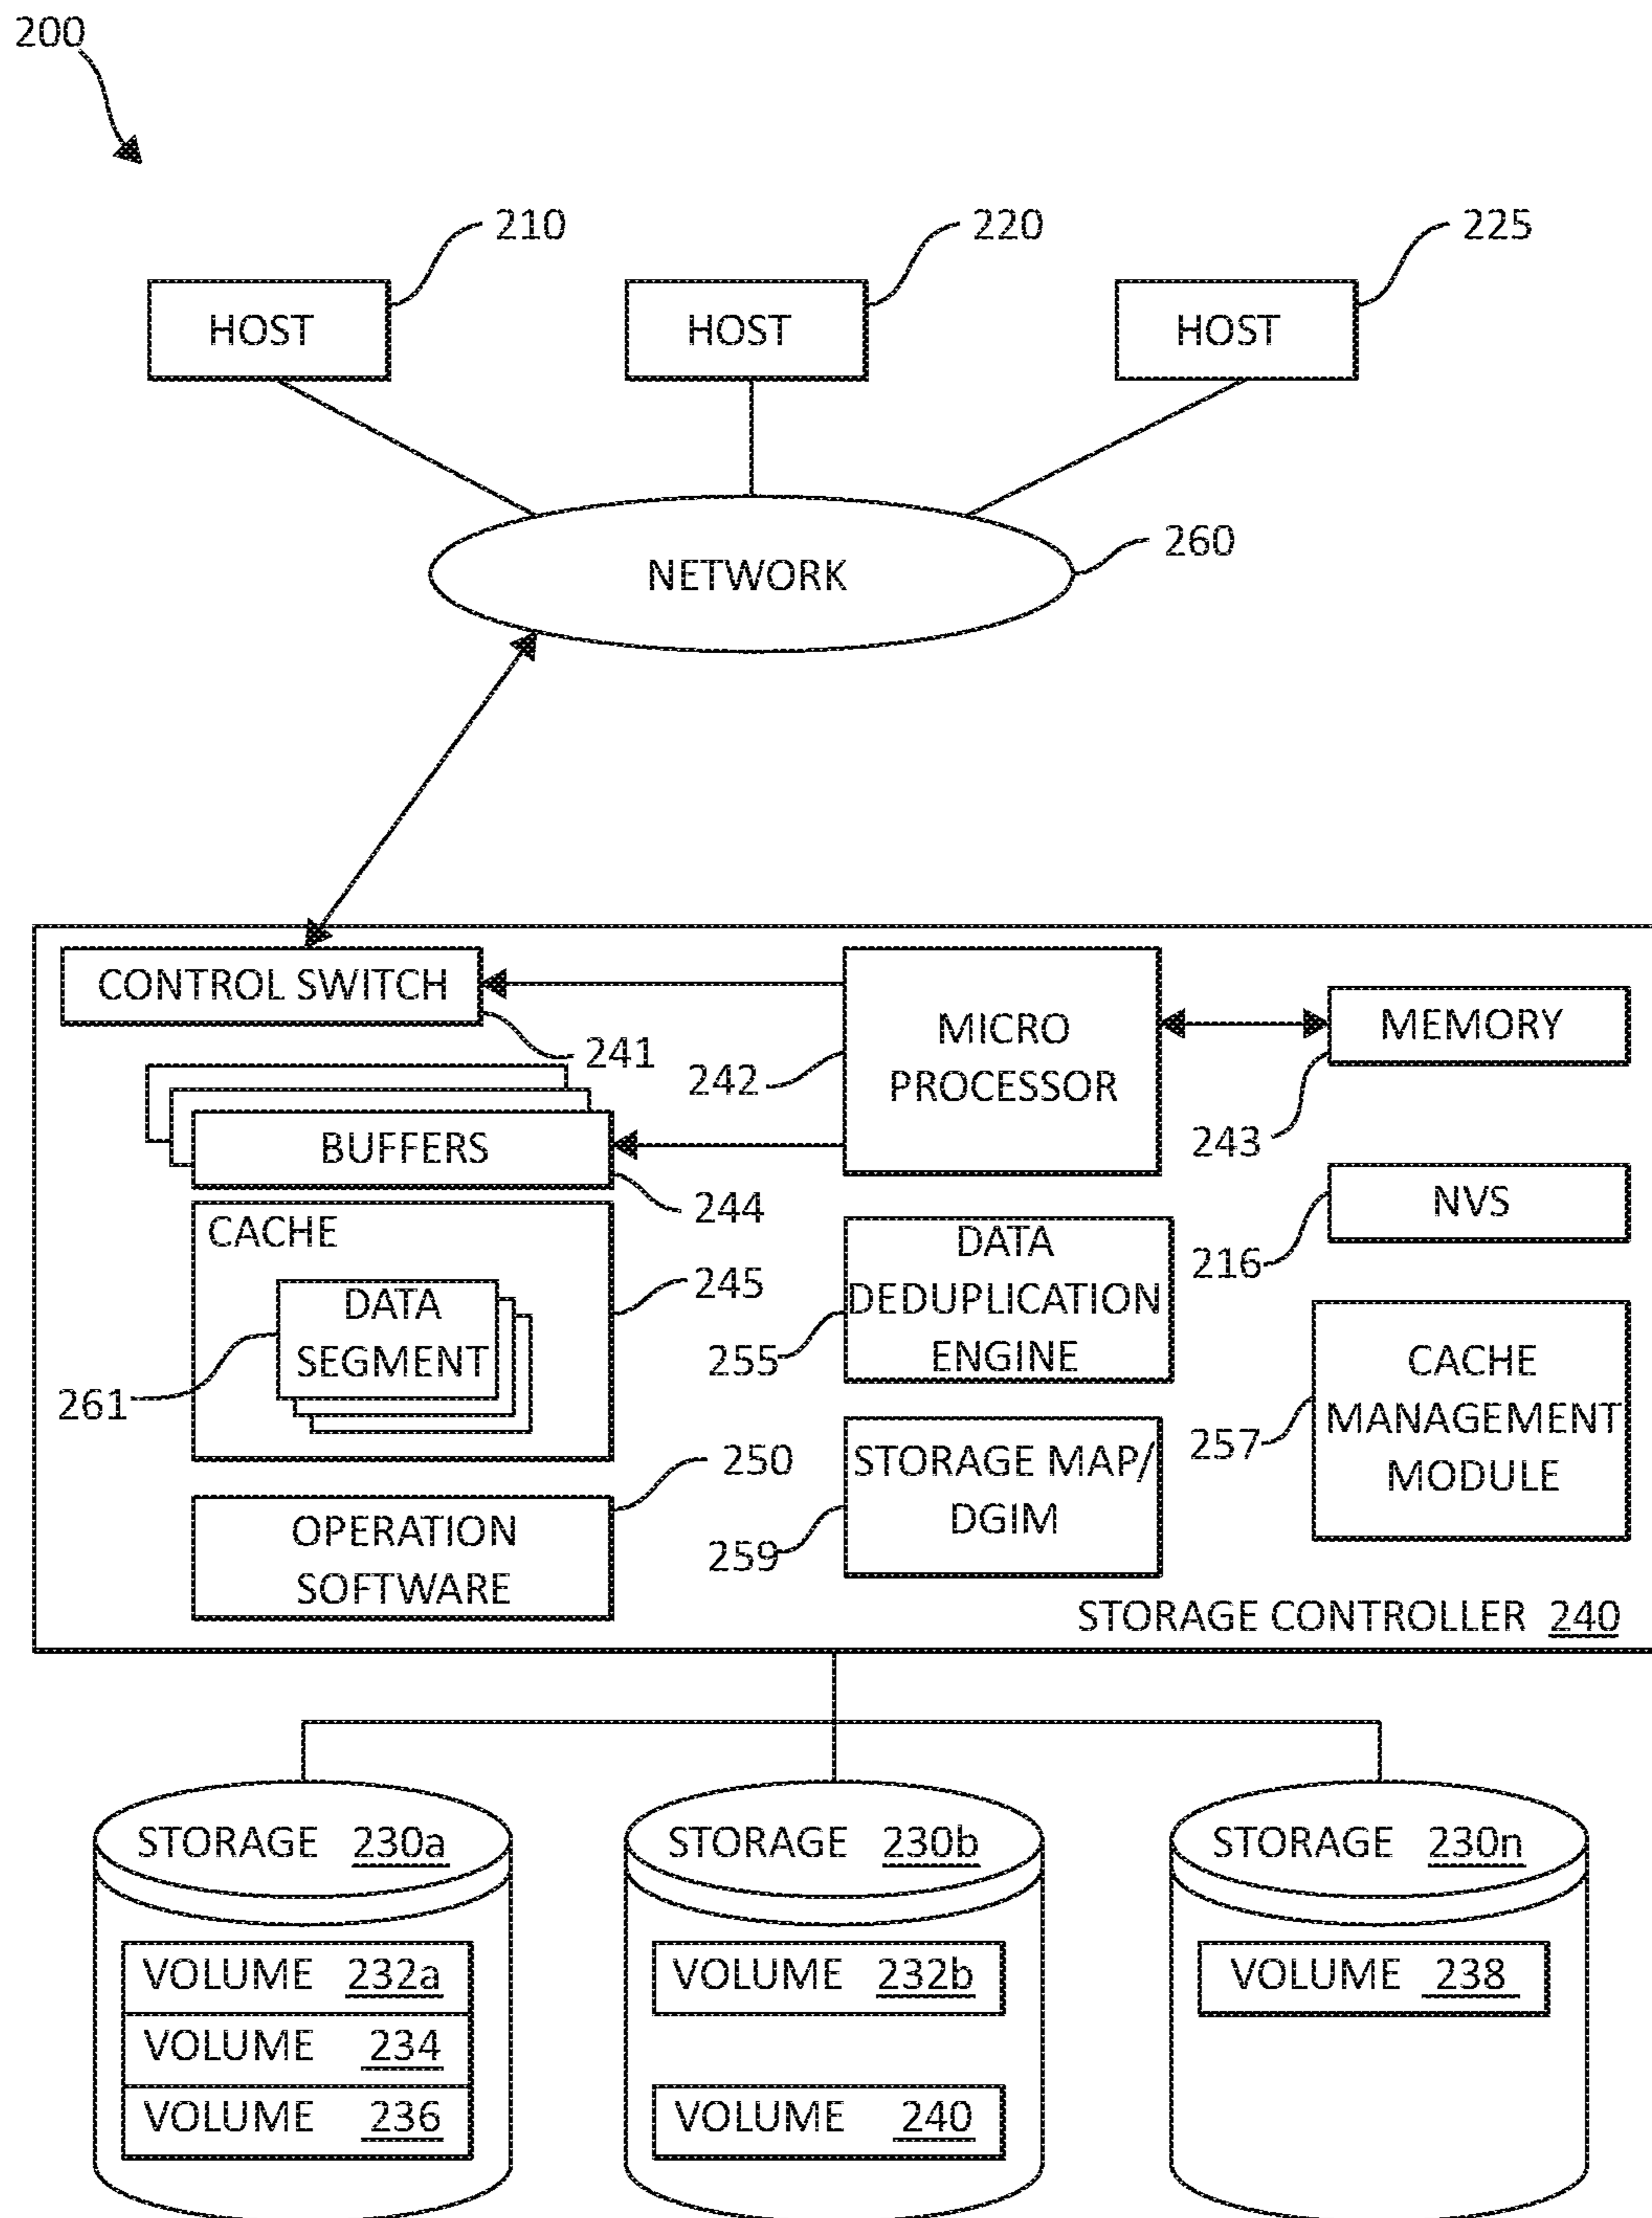 200
210
220
225
HOST
HOST
HOST
260
NETWORK
CONTROL SWITCH
241
MICRO
PROCESSOR
242
MEMORY
243
BUFFERS
244
NVS
216
CACHE
245
DATA
SEGMENT
261
DATA
DEDUPLICATION
ENGINE
255
CACHE
MANAGEMENT
MODULE
257
250
OPERATION
SOFTWARE
STORAGE MAP/
DGIM
259
STORAGE CONTROLLER 240
STORAGE 230a
STORAGE 230b
STORAGE 230n
VOLUME 232a
VOLUME 234
VOLUME 236
VOLUME 232b
VOLUME 240
VOLUME 238